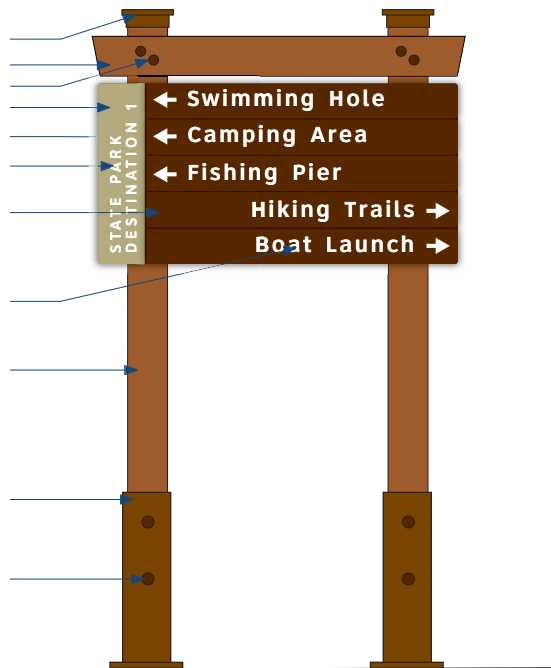 STATE PARK
DESTINATION 1
Swimming Hole
Camping Area
Fishing Pier
Hiking Trails
Boat Launch